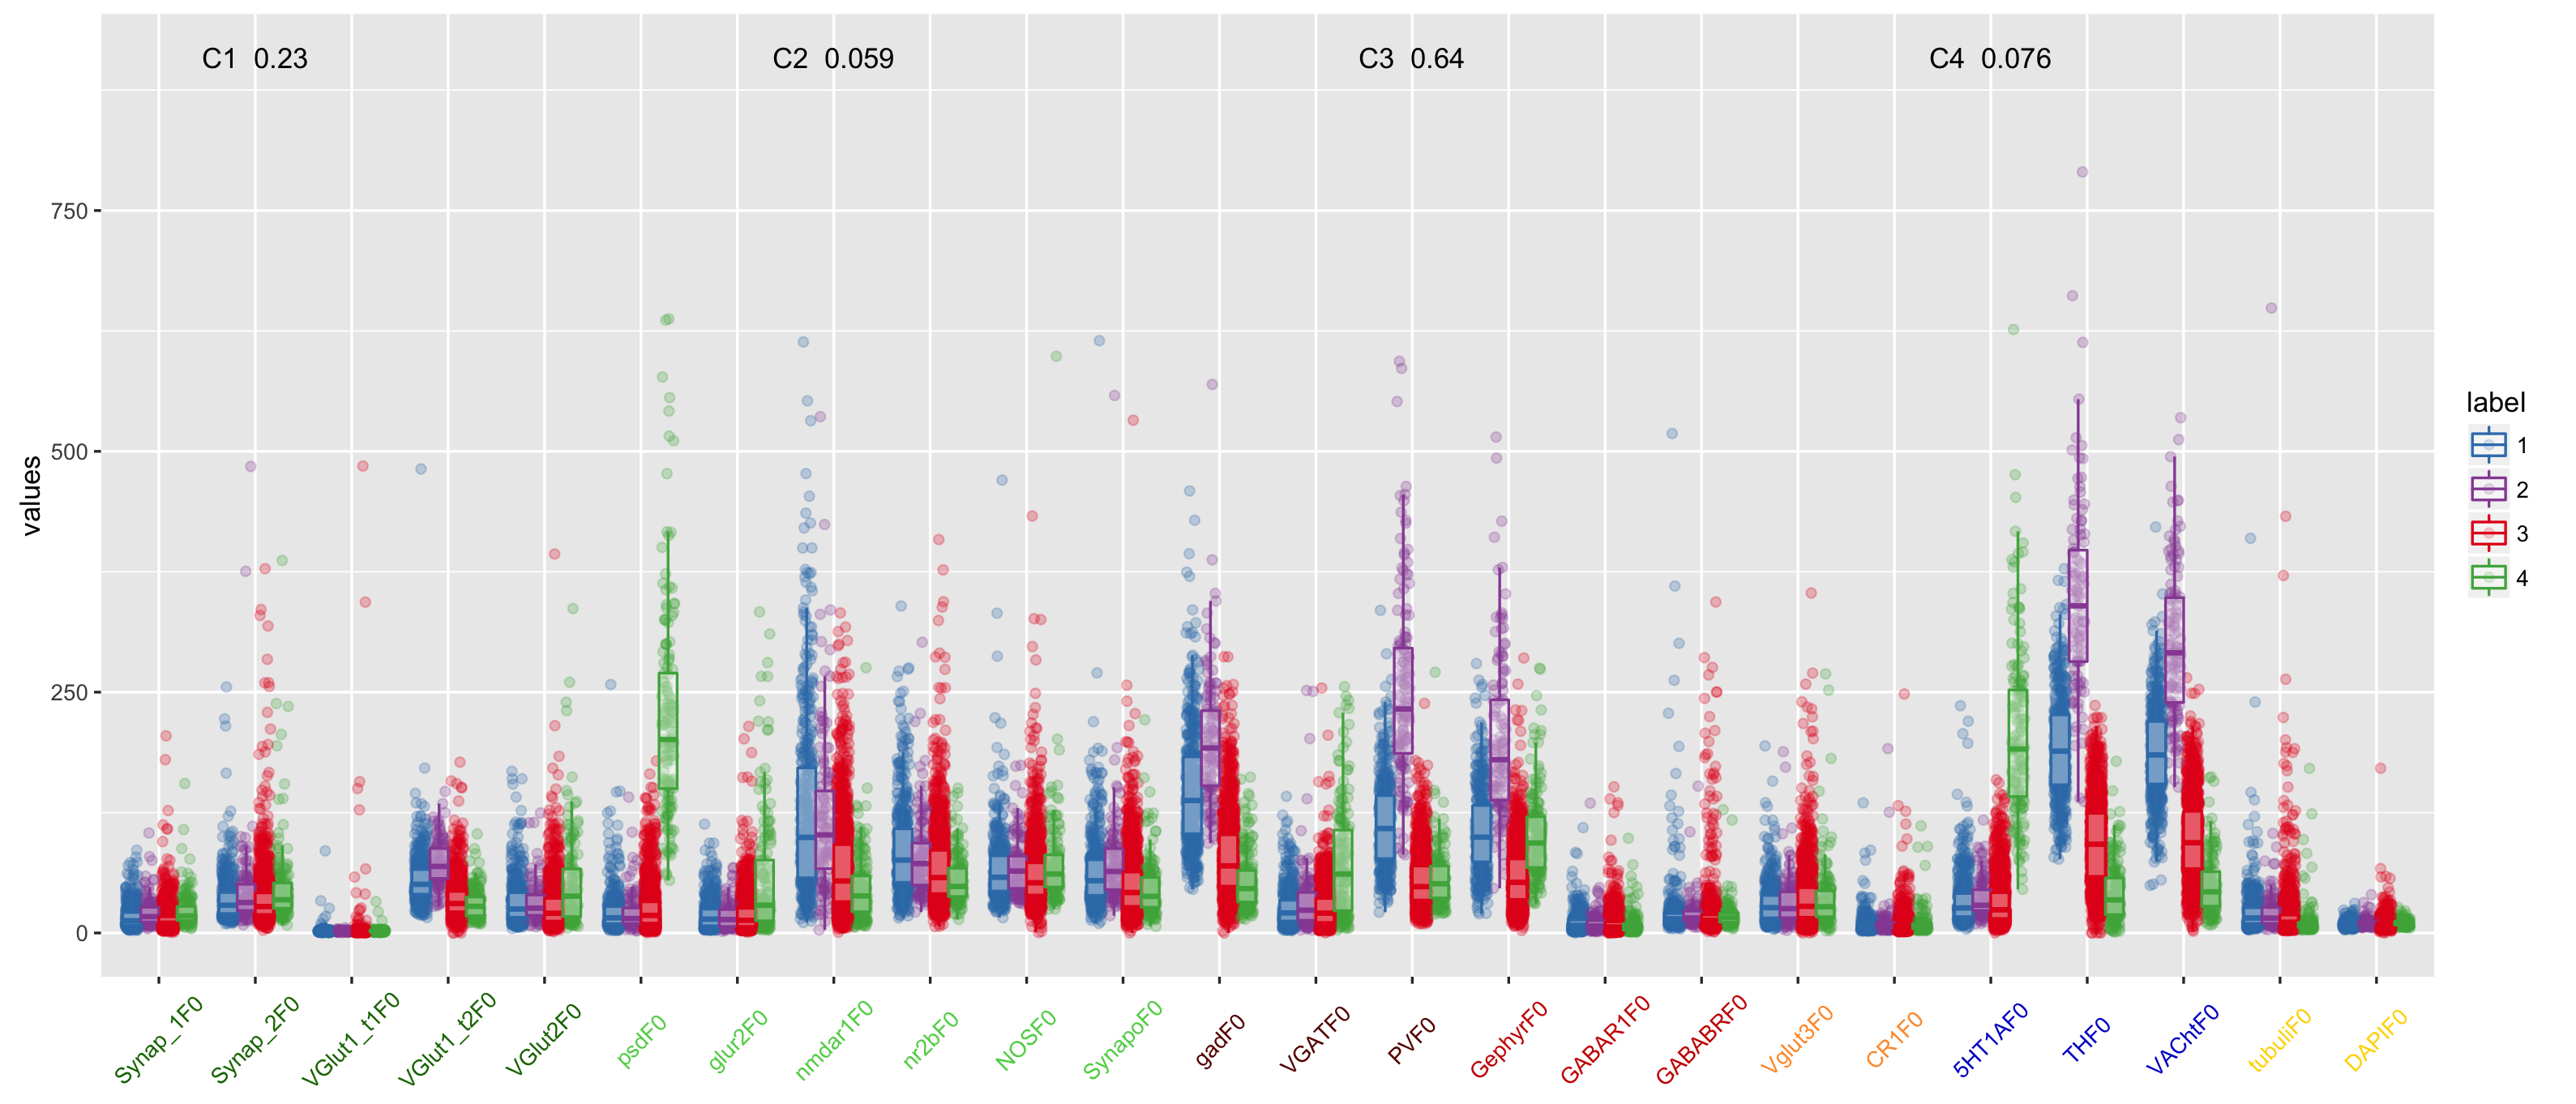 C1 0.23
C2 0.059
C3 0.64
C4 0.076
values
750
500
250
0
label
1
2
3
4
Synap_1F0
Synap_2F0
VGlut1_t1F0
VGlut1_t2F0
VGlut2F0
psdF0
glur2F0
nmdar1F0
nr2bF0
NOSF0
SynapoF0
gadF0
VGATF0
PVF0
GephyrF0
GABAR1F0
GABABRF0
Vglut3F0
CR1F0
5HT1AF0
THF0
VAChtF0
tubuliF0
DAPIF0